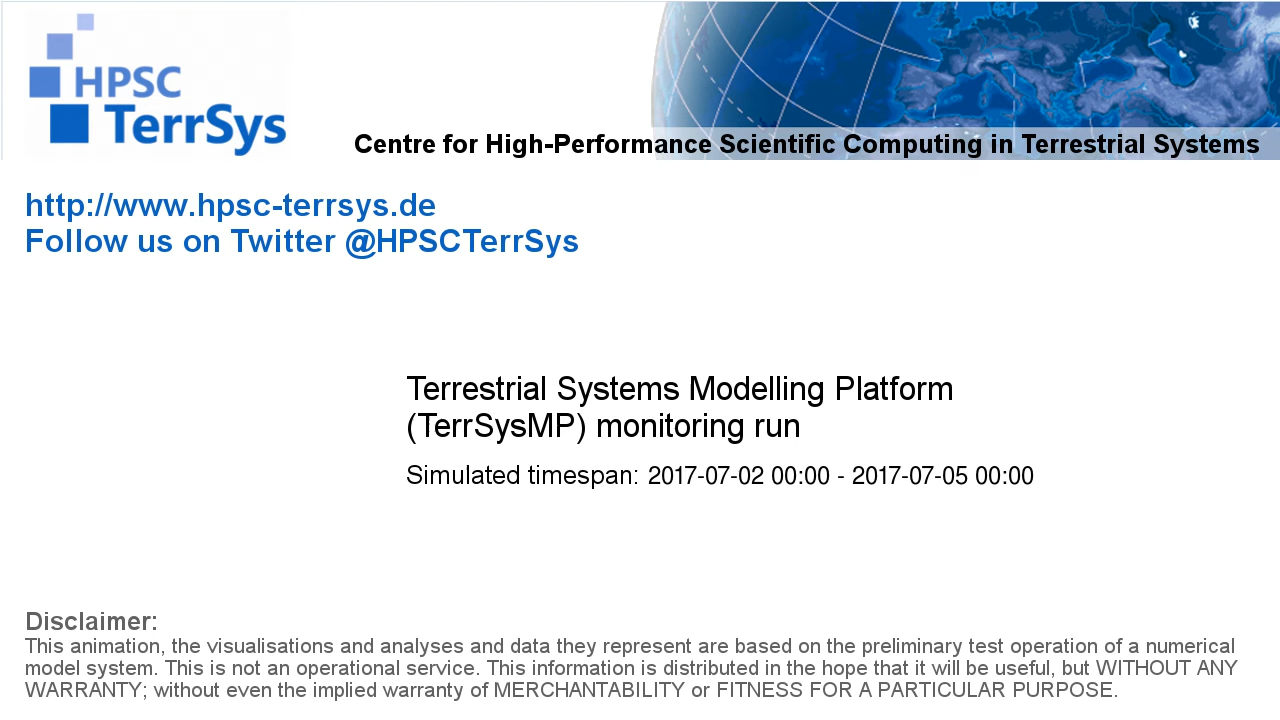 HPSC
TerrSys
Centre for High-Performance Scientific Computing in Terrestrial Systems
http://www.hpsc-terrsys.de
Follow us on Twitter @HPSCTerrSys
Terrestrial Systems Modelling Platform
(TerrSysMP) monitoring run
Simulated timespan: 2017-07-02 00:00 - 2017-07-05 00:00
Disclaimer:
This animation, the visualisations and analyses and data they represent are based on the preliminary test operation of a numerical
model system. This is not an operational service. This information is distributed in the hope that it will be useful, but WITHOUT ANY
WARRANTY; without even the implied warranty of MERCHANTABILITY or FITNESS FOR A PARTICULAR PURPOSE.